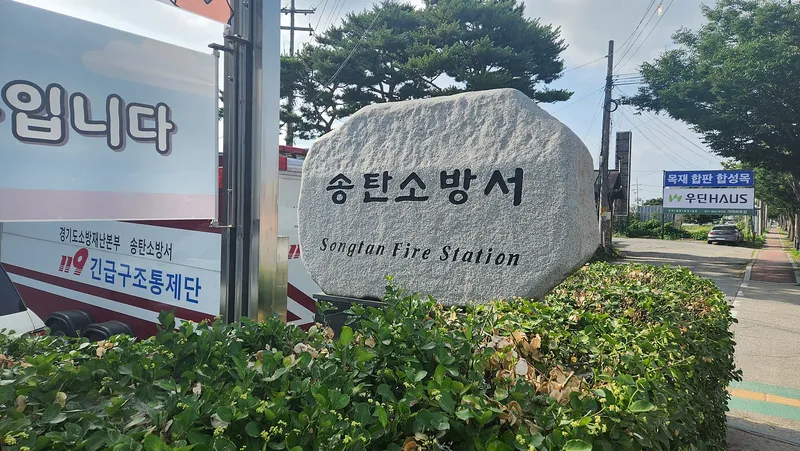 입니다
경기도소방재난본부 송탄소방서
119 긴급구조통제단
송탄소방서
Songtan Fire Station
목재 합판 합성목
우딘HAUS